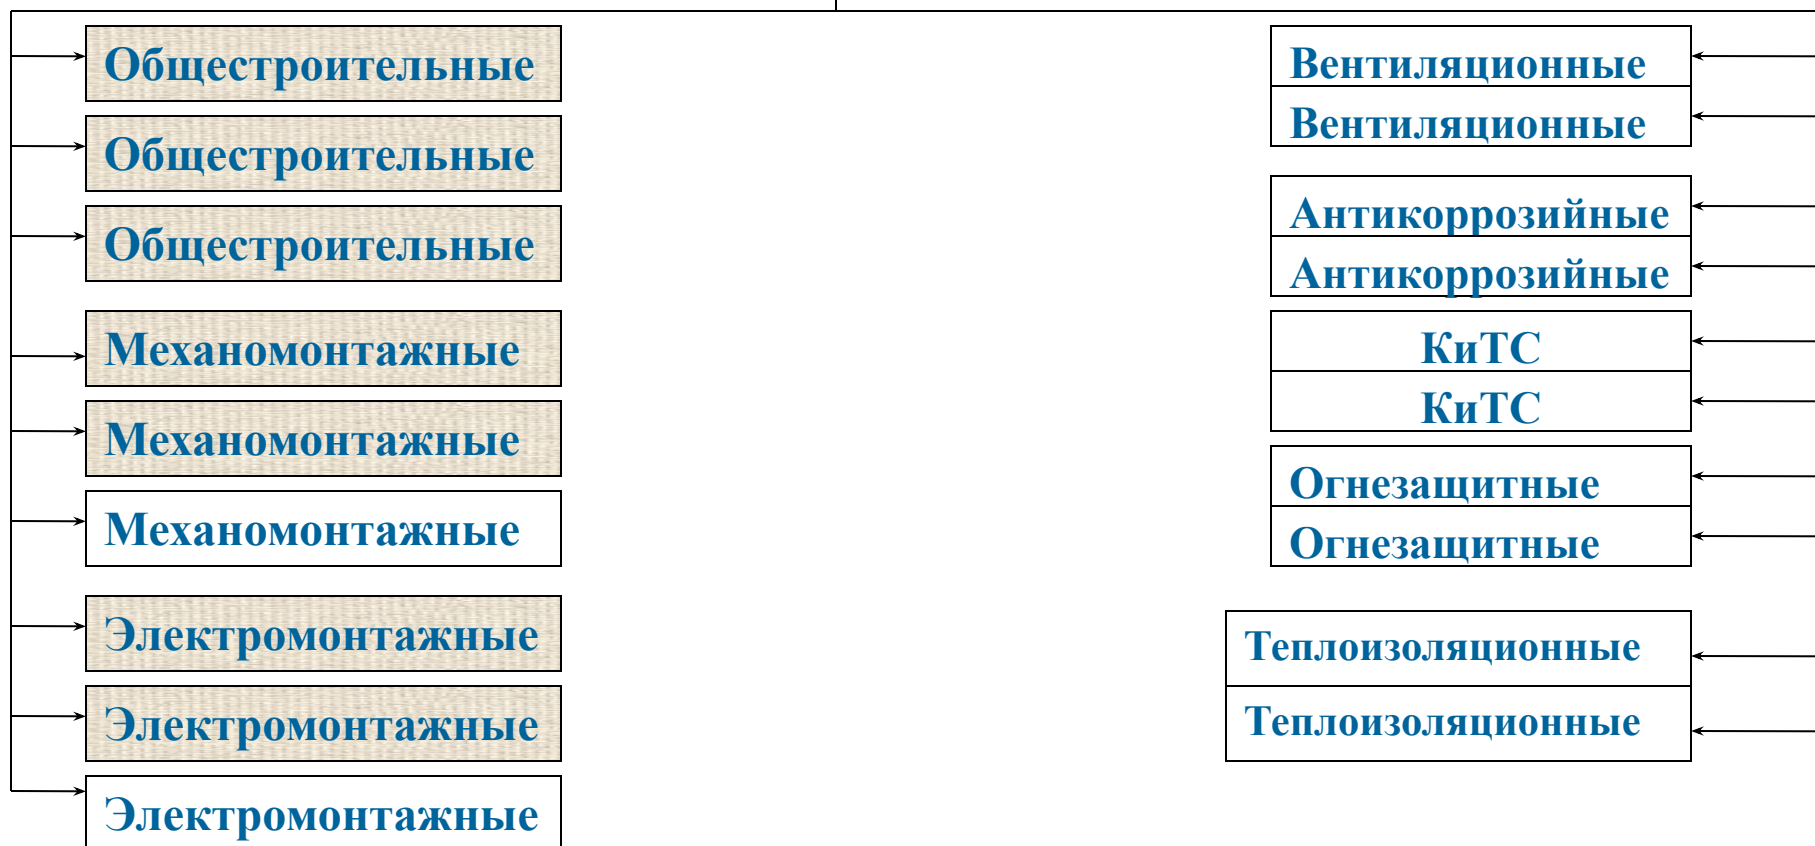 Общестроительные
Общестроительные
Общестроительные
Механомонтажные
Механомонтажные
Механомонтажные
Электромонтажные
Электромонтажные
Электромонтажные
Вентиляционные
Вентиляционные
Антикоррозийные
Антикоррозийные
КиТС
КиТС
Огнезащитные
Огнезащитные
Теплоизоляционные
Теплоизоляционные